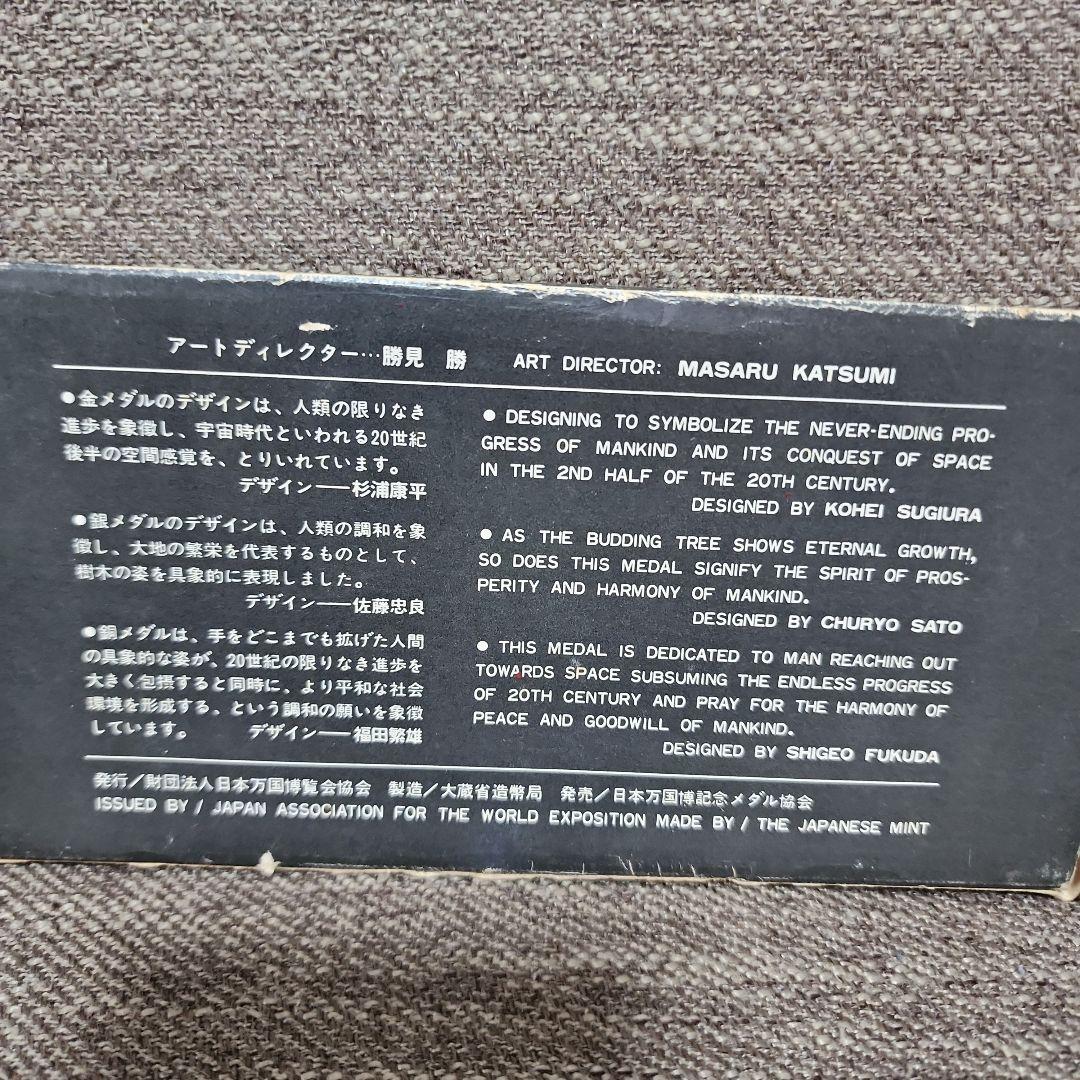 アートディレクター…勝見 勝 ART DIRECTOR: MASARU KATSUMI
●金メダルのデザインは、人類の限りなき
進歩を象徴し、宇宙時代といわれる20世紀
後半の空間感覚を、とりいれています。
デザイン──杉浦康平
●銀メダルのデザインは、人類の調和を象
徴し、大地の繁栄を代表するものとして、
樹木の姿を具象的に表現しました。
デザイン──佐藤忠良
●銅メダルは、手をどこまでも拡げた人間
の具象的な姿が、20世紀の限りなき進歩を
大きく包摂すると同時に、より平和な社会
環境を形成する、という調和の願いを象徴
しています。 デザイン──福田繁雄
● DESIGNING TO SYMBOLIZE THE NEVER-ENDING PRO-
GRESS OF MANKIND AND ITS CONQUEST OF SPACE
IN THE 2ND HALF OF THE 20TH CENTURY.
DESIGNED BY KOHEI SUGIURA
● AS THE BUDDING TREE SHOWS ETERNAL GROWTH,
SO DOES THIS MEDAL SIGNIFY THE SPIRIT OF PROS-
PERITY AND HARMONY OF MANKIND.
DESIGNED BY CHURYO SATO
● THIS MEDAL IS DEDICATED TO MAN REACHING OUT
TOWARDS SPACE SUBSUMING THE ENDLESS PROGRESS
OF 20TH CENTURY AND PRAY FOR THE HARMONY OF
PEACE AND GOODWILL OF MANKIND.
DESIGNED BY SHIGEO FUKUDA
発行／財団法人日本万国博覧会協会 製造／大蔵省造幣局 発売／日本万国博記念メダル協会
ISSUED BY / JAPAN ASSOCIATION FOR THE WORLD EXPOSITION MADE BY / THE JAPANESE MINT